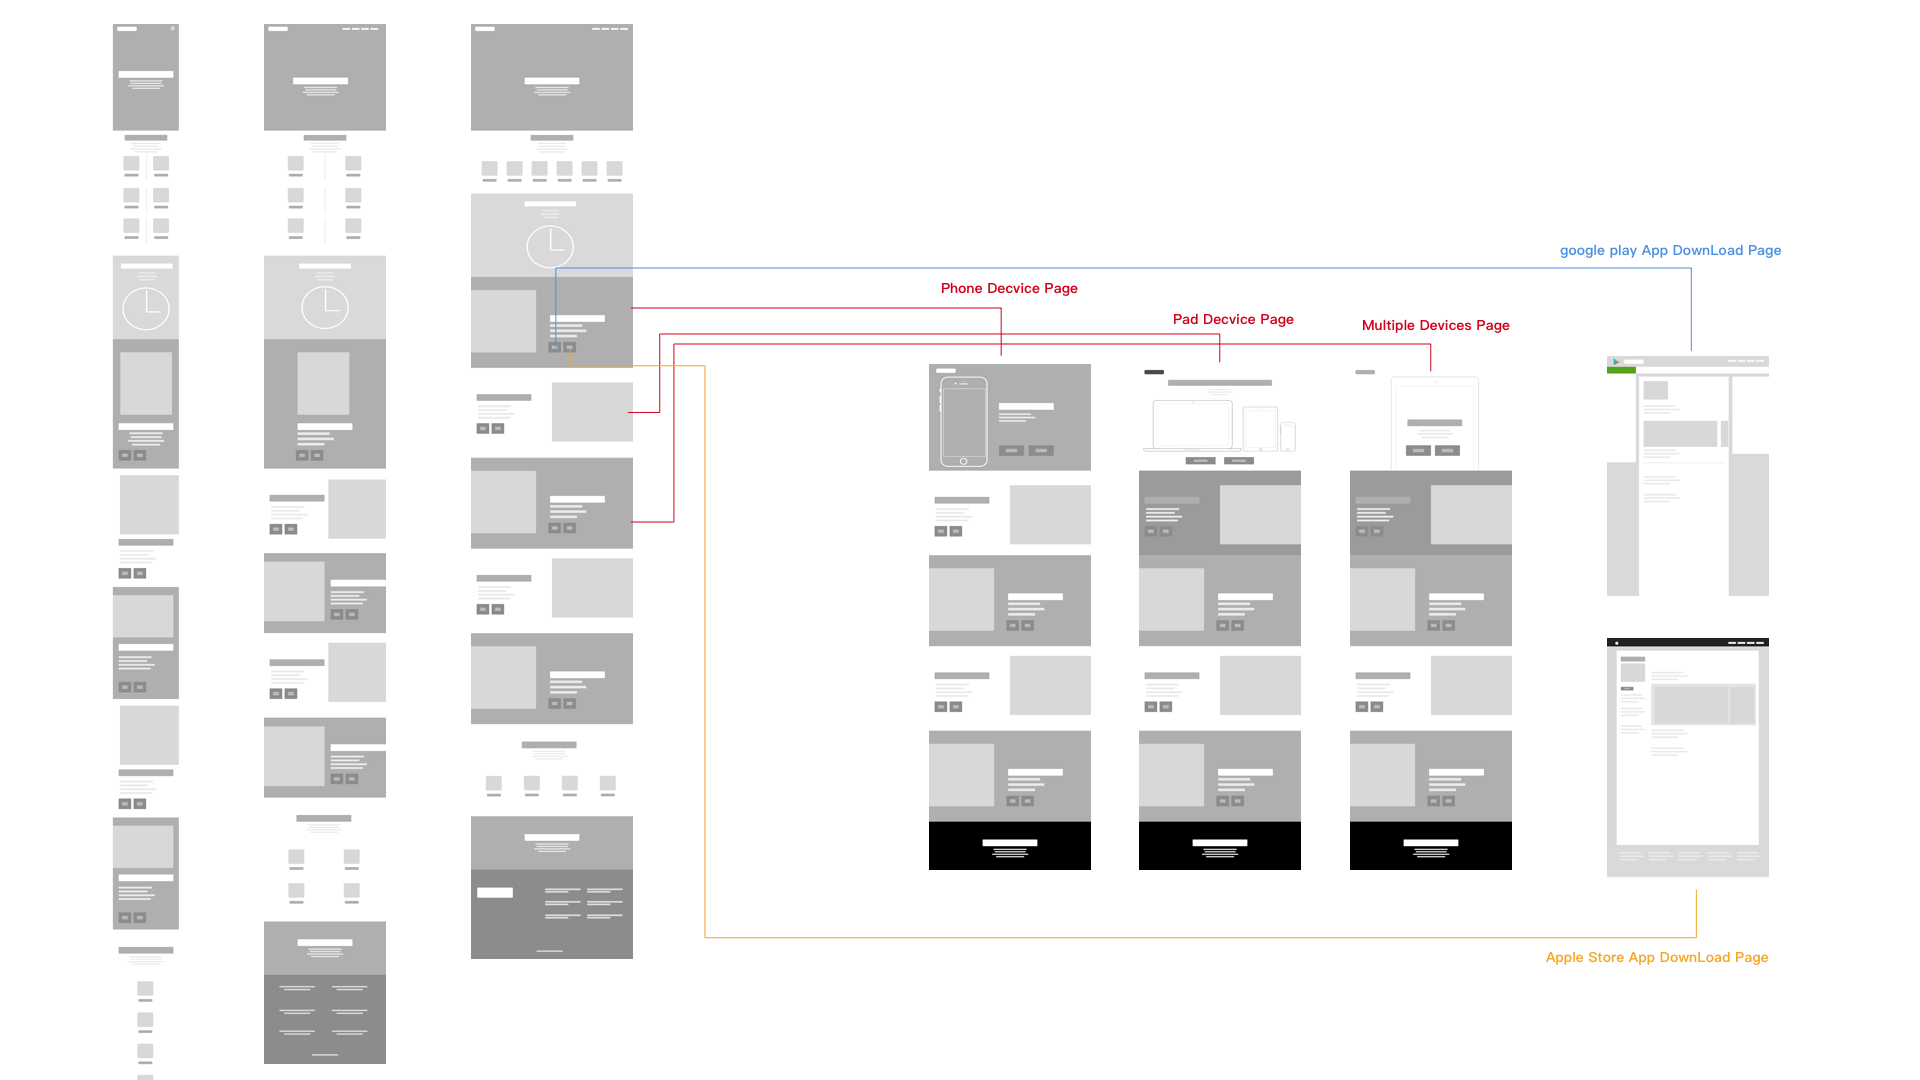 google play App DownLoad Page
Phone Decvice Page
Pad Decvice Page
Multiple Devices Page
Apple Store App DownLoad Page